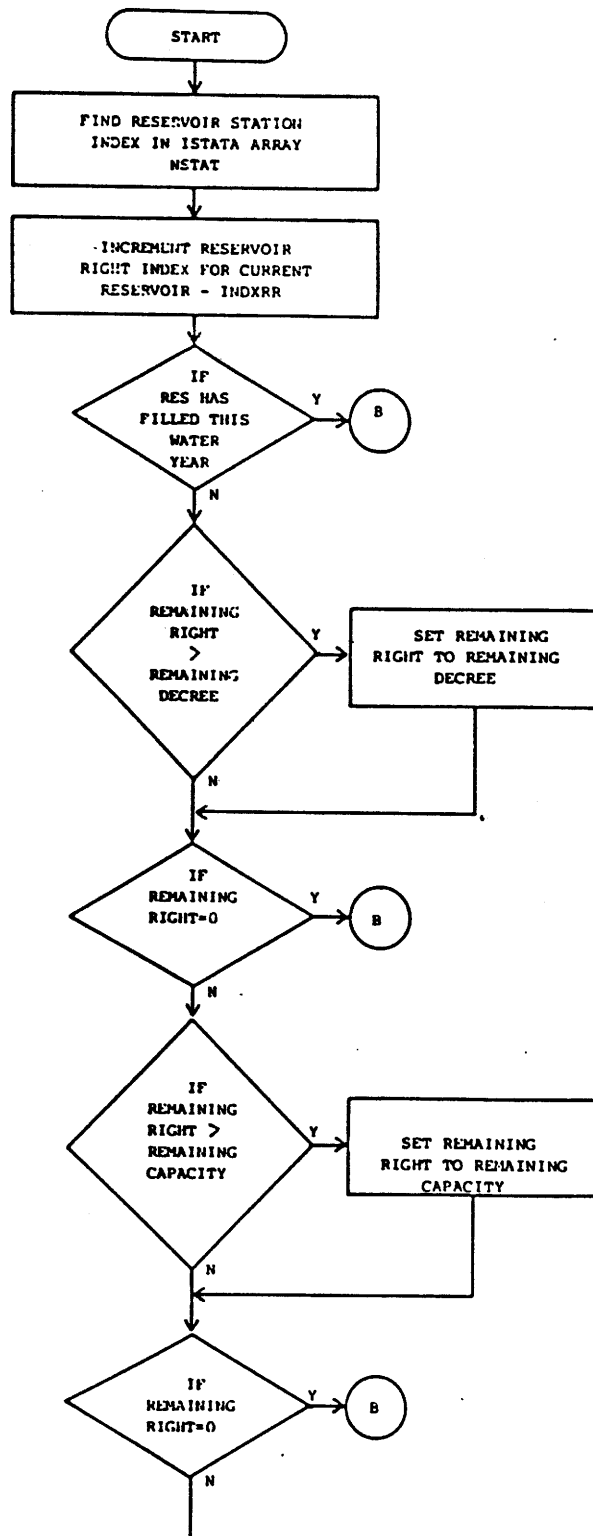 START
FIND RESERVOIR STATION
INDEX IN ISTATA ARRAY
NSTAT
INCREMENT RESERVOIR
RIGHT INDEX FOR CURRENT
RESERVOIR - INDXRR
IF
RES HAS
FILLED THIS
WATER
YEAR
Y
B
N
IF
REMAINING
RIGHT
>
REMAINING
DECREE
Y
SET REMAINING
RIGHT TO REMAINING
DECREE
N
IF
REMAINING
RIGHT=0
Y
B
N
IF
REMAINING
RIGHT >
REMAINING
CAPACITY
Y
SET REMAINING
RIGHT TO REMAINING
CAPACITY
N
IF
REMAINING
RIGHT=0
Y
B
N